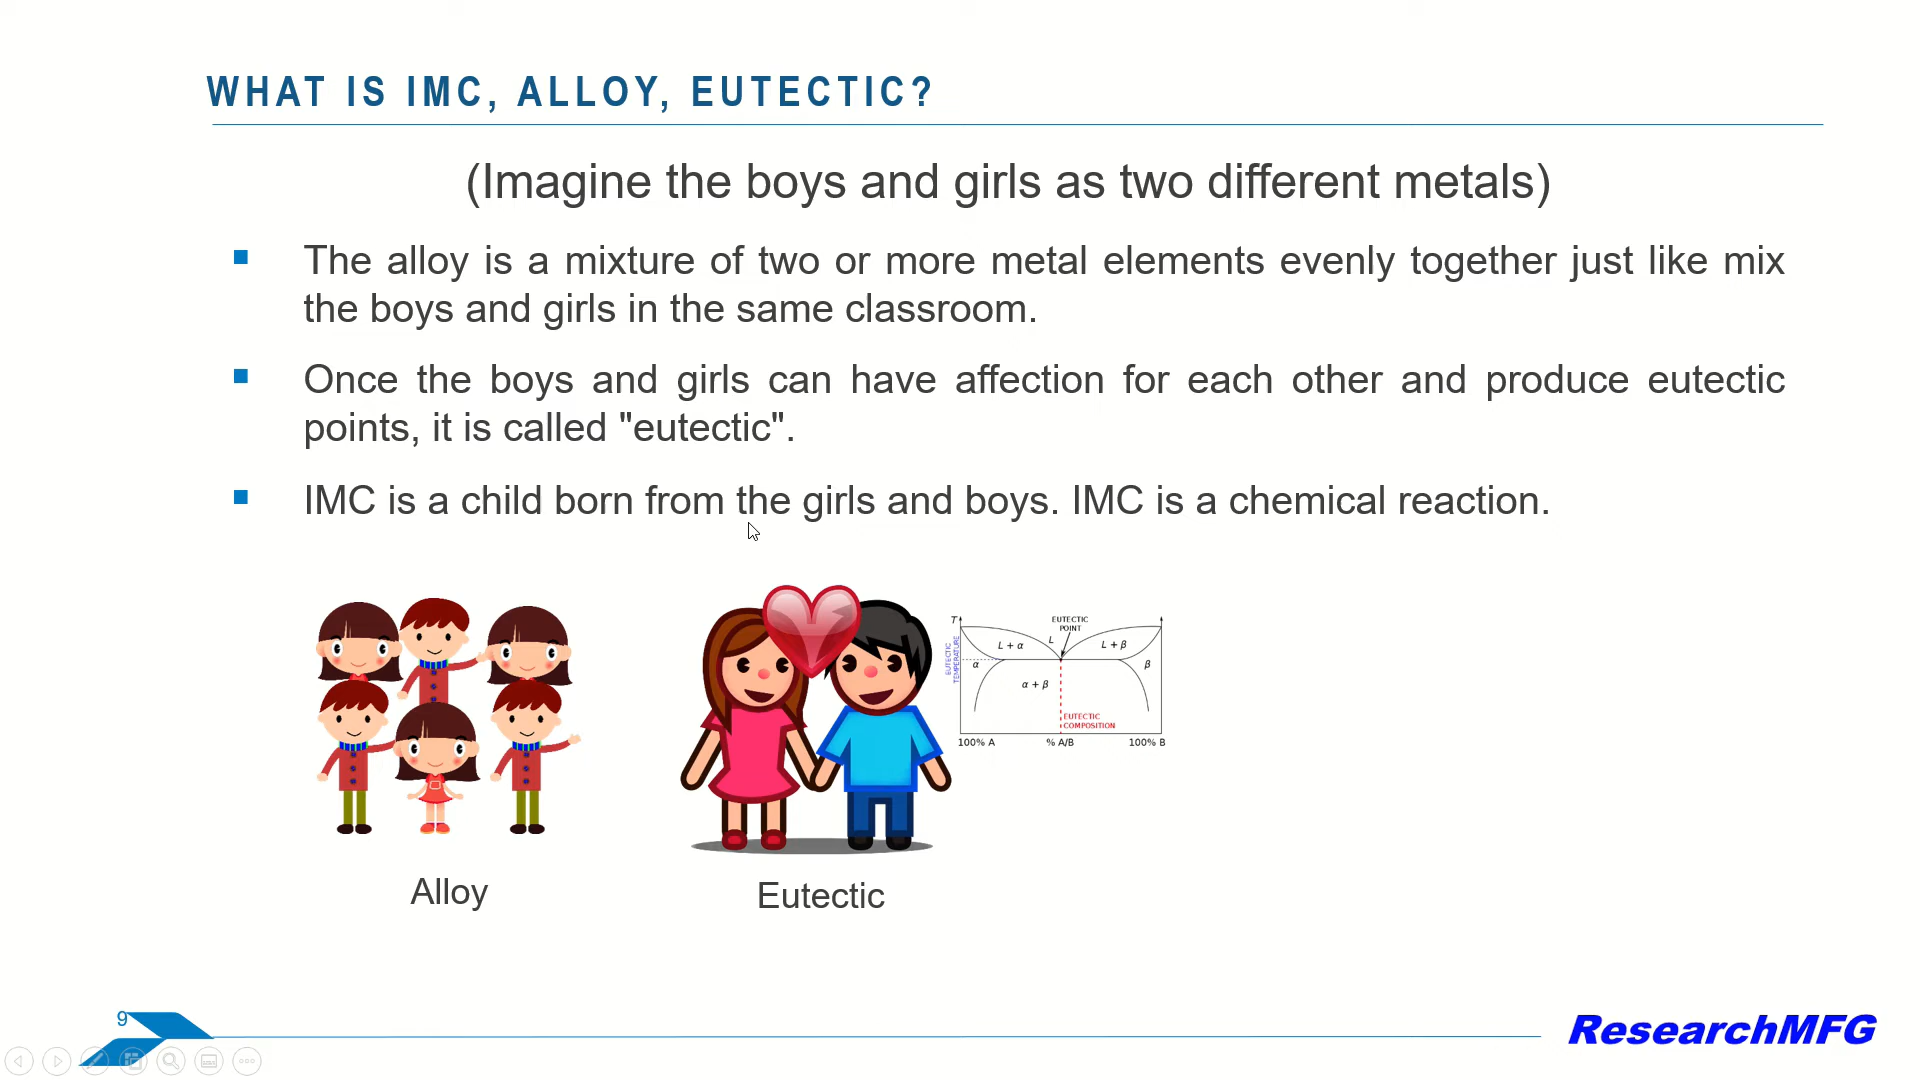 WHAT IS IMC, ALLOY, EUTECTIC?
(Imagine the boys and girls as two different metals)
The alloy is a mixture of two or more metal elements evenly together just like mix
the boys and girls in the same classroom.
Once the boys and girls can have affection for each other and produce eutectic
points, it is called "eutectic".
IMC is a child born from the girls and boys. IMC is a chemical reaction.
T
EUTECTIC
POINT
L
L + α
L + β
EUTECTIC
TEMPERATURE
α
β
α + β
EUTECTIC
COMPOSITION
100% A
% A/B
100% B
Alloy
Eutectic
9
ResearchMFG